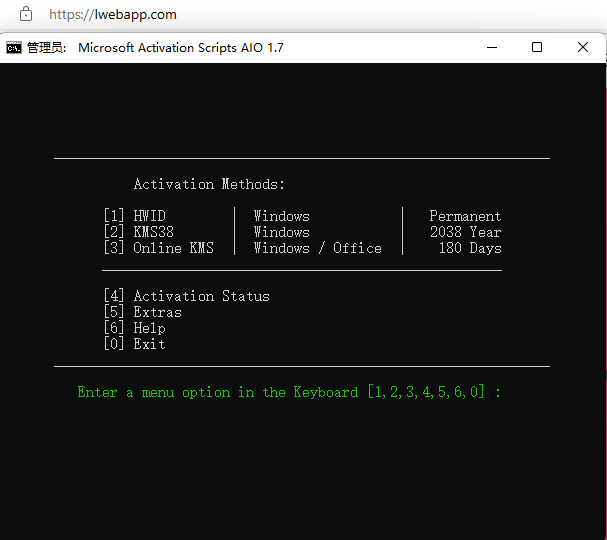 https://lwebapp.com
管理员: Microsoft Activation Scripts AIO 1.7
Activation Methods:
[1] HWID | Windows | Permanent
[2] KMS38 | Windows | 2038 Year
[3] Online KMS | Windows / Office | 180 Days
[4] Activation Status
[5] Extras
[6] Help
[0] Exit
Enter a menu option in the Keyboard [1,2,3,4,5,6,0] :